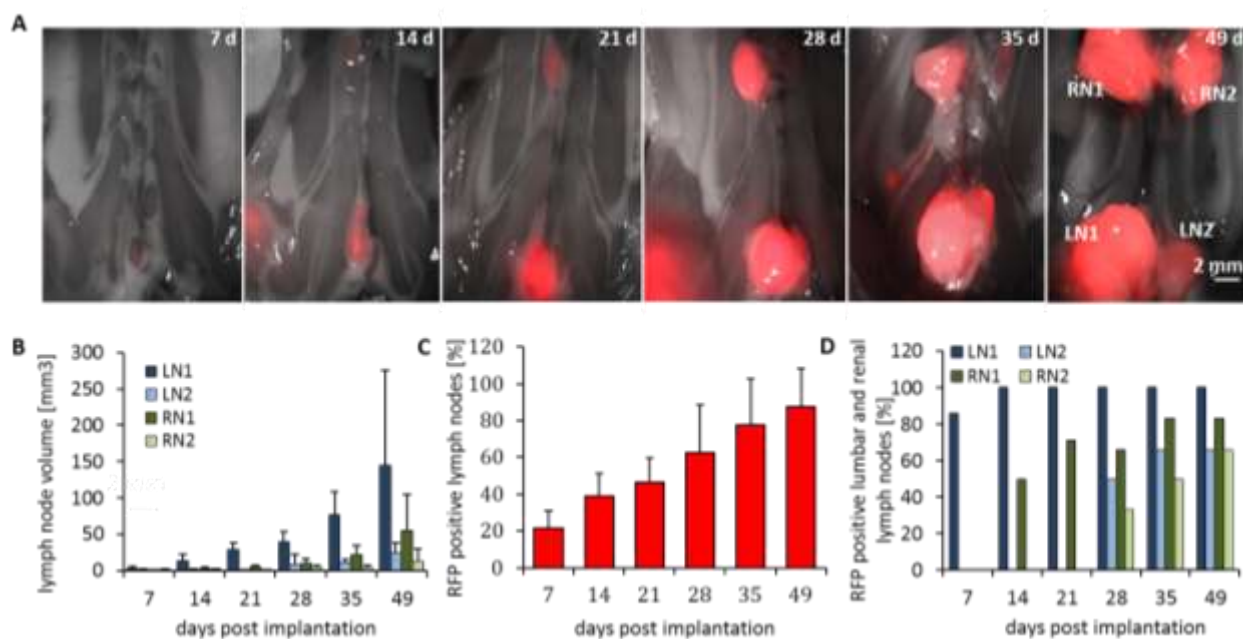 A
7 d
14 d
21 d
28 d
35 d
49 d
RN1
RN2
LN1
LN2
2 mm
B
lymph node volume [mm3]
300
250
200
150
100
50
0
LN1
LN2
RN1
RN2
7 14 21 28 35 49
days post implantation
C
RFP positive lymph nodes [%]
120
100
80
60
40
20
0
7 14 21 28 35 49
days post implantation
D
RFP positive lumbar and renal
lymph nodes [%]
LN1 LN2
RN1 RN2
120
100
80
60
40
20
0
7 14 21 28 35 49
days post implantation